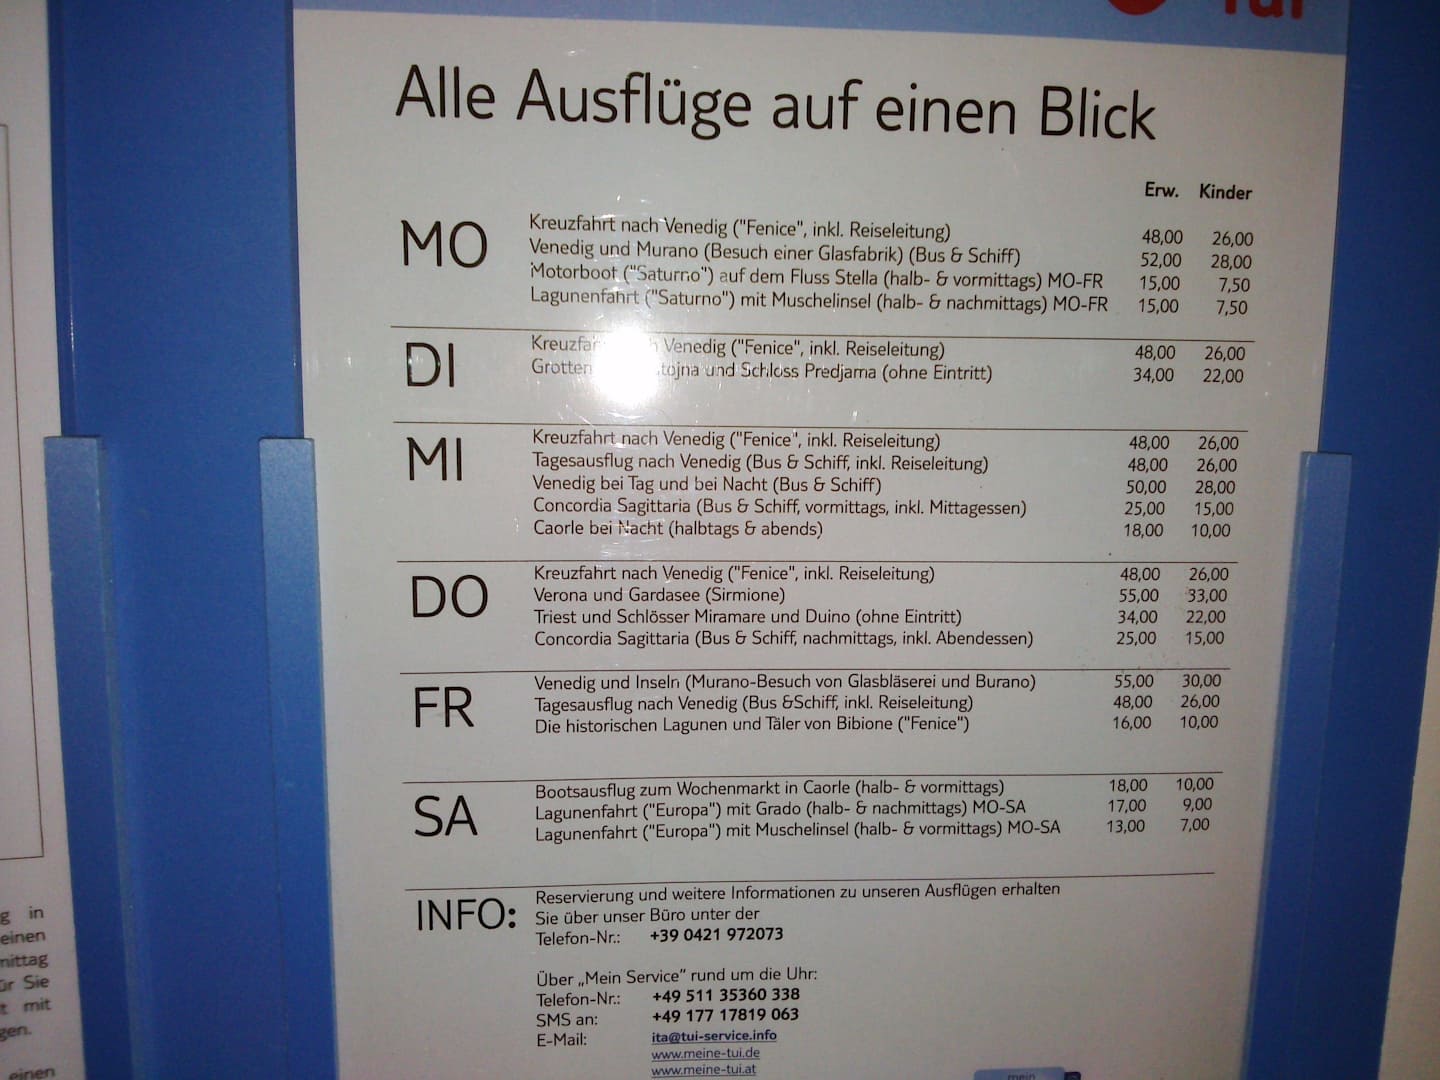 Alle Ausflüge auf einen Blick
Erw. Kinder
MO
Kreuzfahrt nach Venedig ("Fenice", inkl. Reiseleitung) 48,00 26,00
Venedig und Murano (Besuch einer Glasfabrik) (Bus & Schiff) 52,00 28,00
Motorboot ("Saturno") auf dem Fluss Stella (halb- & vormittags) MO-FR 15,00 7,50
Lagunenfahrt ("Saturno") mit Muschelinsel (halb- & nachmittags) MO-FR 15,00 7,50
DI
Venedig ("Fenice", inkl. Reiseleitung) 48,00 26,00
und Schloss Predjama (ohne Eintritt) 34,00 22,00
MI
Kreuzfahrt nach Venedig ("Fenice", inkl. Reiseleitung) 48,00 26,00
Tagesausflug nach Venedig (Bus & Schiff, inkl. Reiseleitung) 48,00 26,00
Venedig bei Tag und bei Nacht (Bus & Schiff) 50,00 28,00
Concordia Sagittaria (Bus & Schiff, vormittags, inkl. Mittagessen) 25,00 15,00
Caorle bei Nacht (halbtags & abends) 18,00 10,00
DO
Kreuzfahrt nach Venedig ("Fenice", inkl. Reiseleitung) 48,00 26,00
Verona und Gardasee (Sirmione) 55,00 33,00
Triest und Schlösser Miramare und Duino (ohne Eintritt) 34,00 22,00
Concordia Sagittaria (Bus & Schiff, nachmittags, inkl. Abendessen) 25,00 15,00
FR
Venedig und Inseln (Murano-Besuch von Glasbläserei und Burano) 55,00 30,00
Tagesausflug nach Venedig (Bus &Schiff, inkl. Reiseleitung) 48,00 26,00
Die historischen Lagunen und Täler von Bibione ("Fenice") 16,00 10,00
SA
Bootsausflug zum Wochenmarkt in Caorle (halb- & vormittags) 18,00 10,00
Lagunenfahrt ("Europa") mit Grado (halb- & nachmittags) MO-SA 17,00 9,00
Lagunenfahrt ("Europa") mit Muschelinsel (halb- & vormittags) MO-SA 13,00 7,00
INFO:
Reservierung und weitere Informationen zu unseren Ausflügen erhalten
Sie über unser Büro unter der
Telefon-Nr.: +39 0421 972073
Über „Mein Service" rund um die Uhr:
Telefon-Nr.: +49 511 35360 338
SMS an: +49 177 17819 063
E-Mail: ita@tui-service.info
www.meine-tui.de
www.meine-tui.at
mein
in
einen
Sie
mit
einen